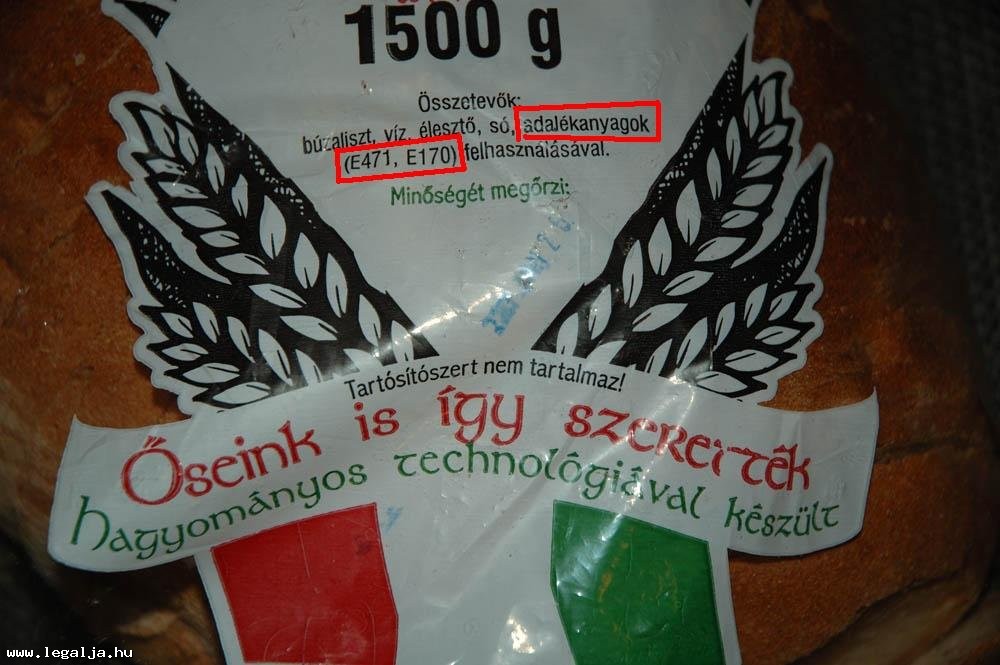 1500 g
Összetevők:
búzaliszt, víz, élesztő, só, adalékanyagok
(E471, E170) felhasználásával.
Minőségét megőrzi:
Tartósítószert nem tartalmaz!
Őseink is így szerették
hagyományos technológiával készült
www.legalja.hu